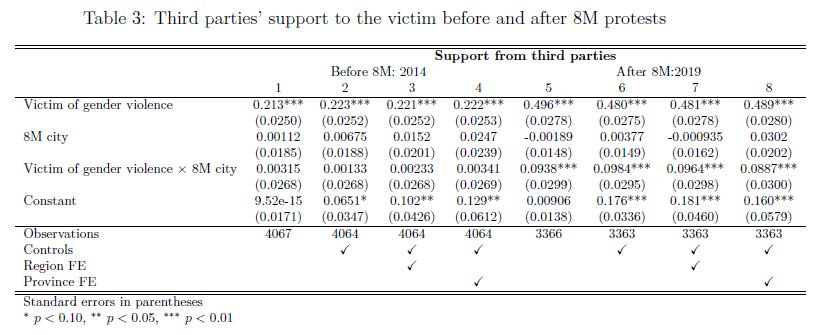 Table 3: Third parties' support to the victim before and after 8M protests
Support from third parties
Before 8M: 2014 After 8M:2019
1 2 3 4 5 6 7 8
Victim of gender violence 0.213*** 0.223*** 0.221*** 0.222*** 0.496*** 0.480*** 0.481*** 0.489***
(0.0250) (0.0252) (0.0252) (0.0253) (0.0278) (0.0275) (0.0278) (0.0280)
8M city 0.00112 0.00675 0.0152 0.0247 -0.00189 0.00377 -0.000935 0.0302
(0.0185) (0.0188) (0.0201) (0.0239) (0.0148) (0.0149) (0.0162) (0.0202)
Victim of gender violence × 8M city 0.00315 0.00133 0.00233 0.00341 0.0938*** 0.0984*** 0.0964*** 0.0887***
(0.0268) (0.0268) (0.0268) (0.0269) (0.0299) (0.0295) (0.0298) (0.0300)
Constant 9.52e-15 0.0651* 0.102** 0.129** 0.00906 0.176*** 0.181*** 0.160***
(0.0171) (0.0347) (0.0426) (0.0612) (0.0138) (0.0336) (0.0460) (0.0579)
Observations 4067 4064 4064 4064 3366 3363 3363 3363
Controls ✓ ✓ ✓ ✓ ✓ ✓
Region FE ✓ ✓
Province FE ✓ ✓
Standard errors in parentheses
* p < 0.10, ** p < 0.05, *** p < 0.01